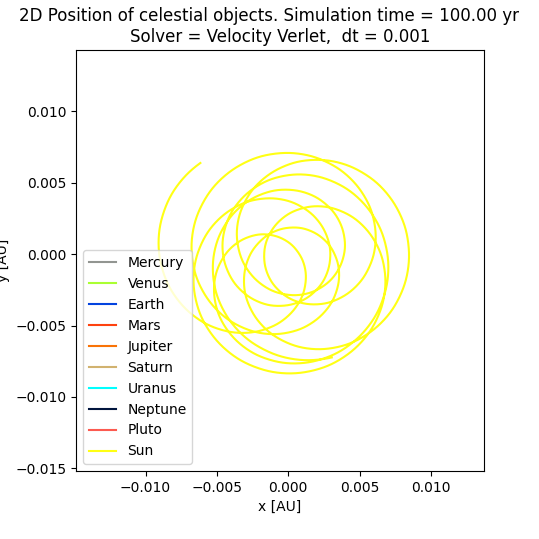 2D Position of celestial objects. Simulation time = 100.00 yr
Solver = Velocity Verlet,  dt = 0.001
0.010
0.005
0.000
−0.005
−0.010
−0.015
y [AU]
Mercury
Venus
Earth
Mars
Jupiter
Saturn
Uranus
Neptune
Pluto
Sun
−0.010
−0.005
0.000
0.005
0.010
x [AU]